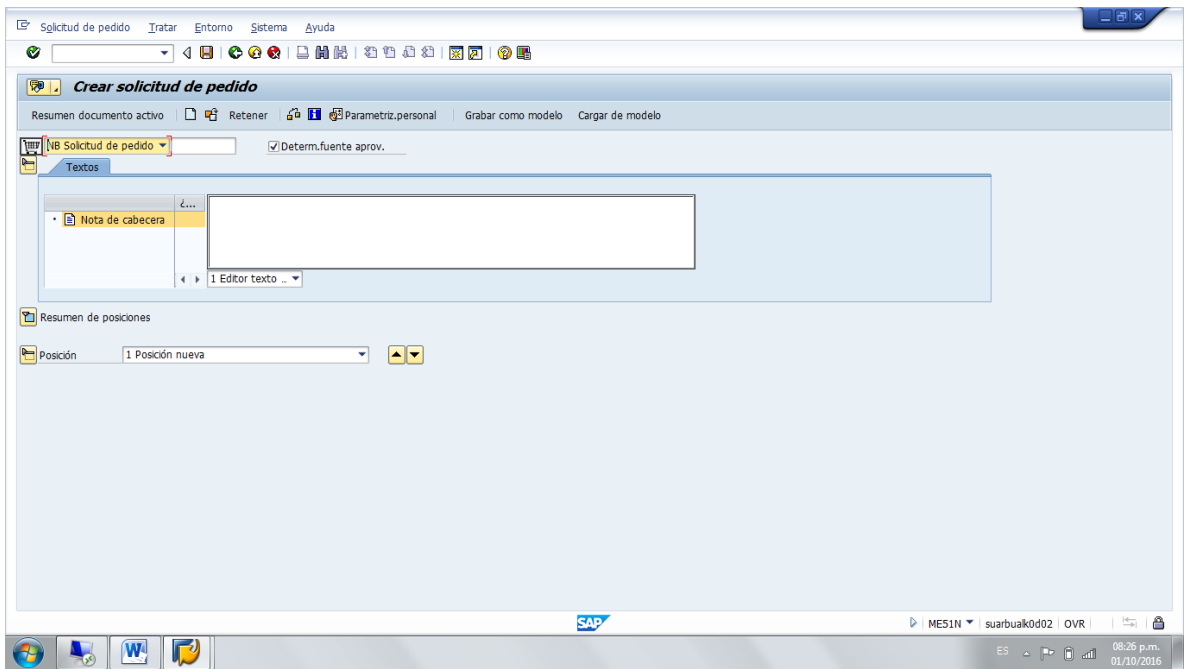 Solicitud de pedido Tratar Entorno Sistema Ayuda
Crear solicitud de pedido
Resumen documento activo Retener Parametriz.personal Grabar como modelo Cargar de modelo
NB Solicitud de pedido Determ.fuente aprov.
Textos
¿...
Nota de cabecera
1 Editor texto ..
Resumen de posiciones
Posición 1 Posición nueva
SAP ME51N suarbualk0d02 OVR
W ES 08:26 p.m.
01/10/2016